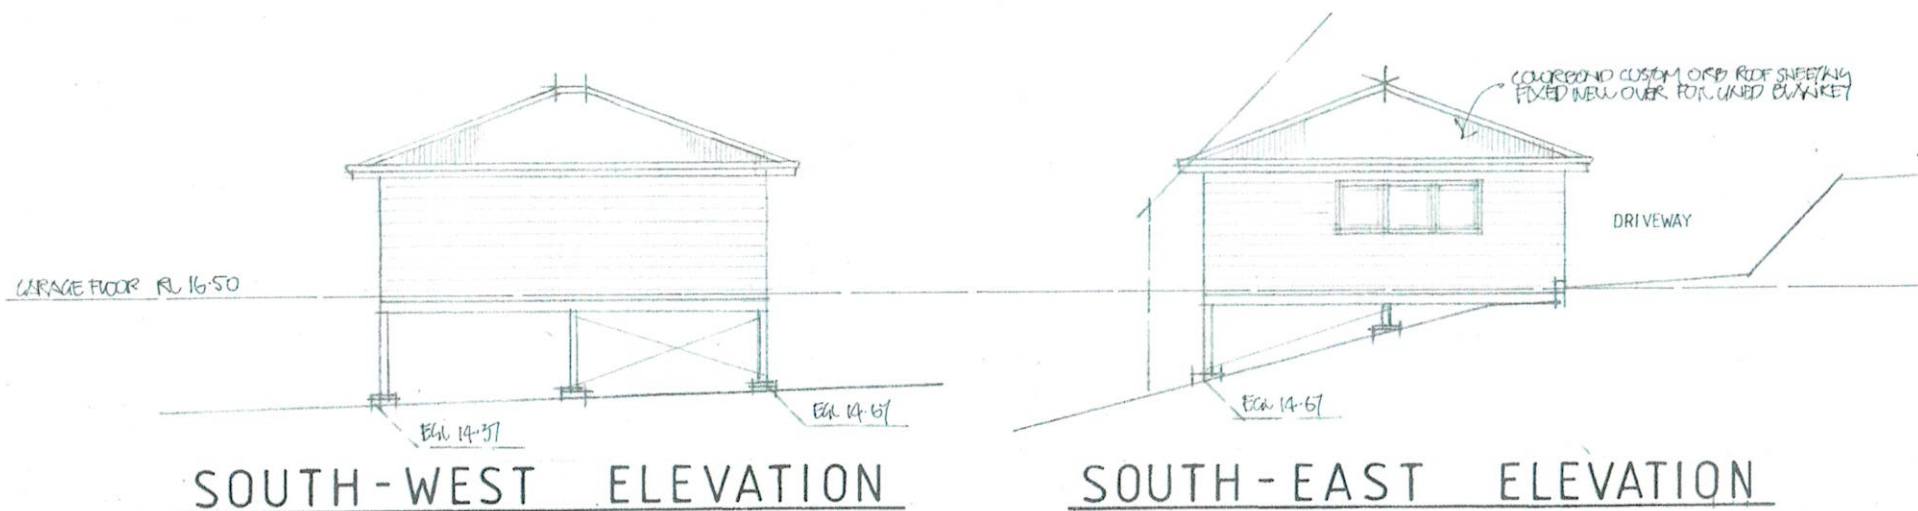 COLORBOND CUSTOM ORB ROOF SHEETING
FIXED NEW OVER FOIL LINED BLANKET
DRIVEWAY
GARAGE FLOOR RL 16.50
EGL 14.37
EGL 14.67
EGL 14.67
SOUTH-WEST ELEVATION
SOUTH-EAST ELEVATION